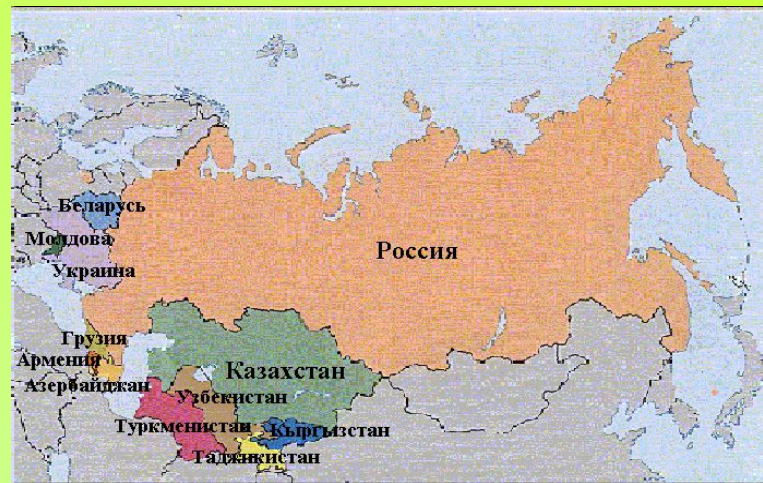 Беларусь
Молдова
Россия
Украина
Грузия
Армения
Казахстан
Азербайджан
Узбекистан
Туркменистан
Кыргызстан
Таджикистан